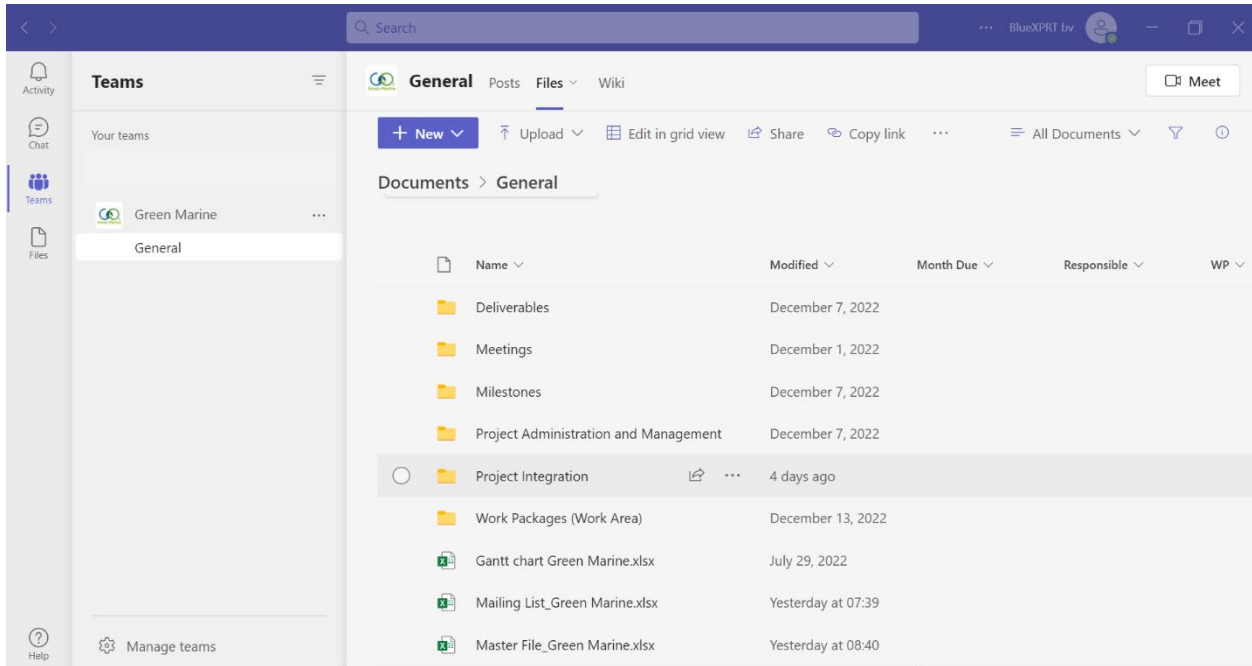 Search
... BlueXPRT bv
Activity
Chat
Teams
Files
Help
Teams
Your teams
Green Marine ...
General
Manage teams
General Posts Files Wiki
Meet
+ New Upload Edit in grid view Share Copy link ... All Documents
Documents > General
Name Modified Month Due Responsible WP
Deliverables December 7, 2022
Meetings December 1, 2022
Milestones December 7, 2022
Project Administration and Management December 7, 2022
Project Integration ... 4 days ago
Work Packages (Work Area) December 13, 2022
Gantt chart Green Marine.xlsx July 29, 2022
Mailing List_Green Marine.xlsx Yesterday at 07:39
Master File_Green Marine.xlsx Yesterday at 08:40